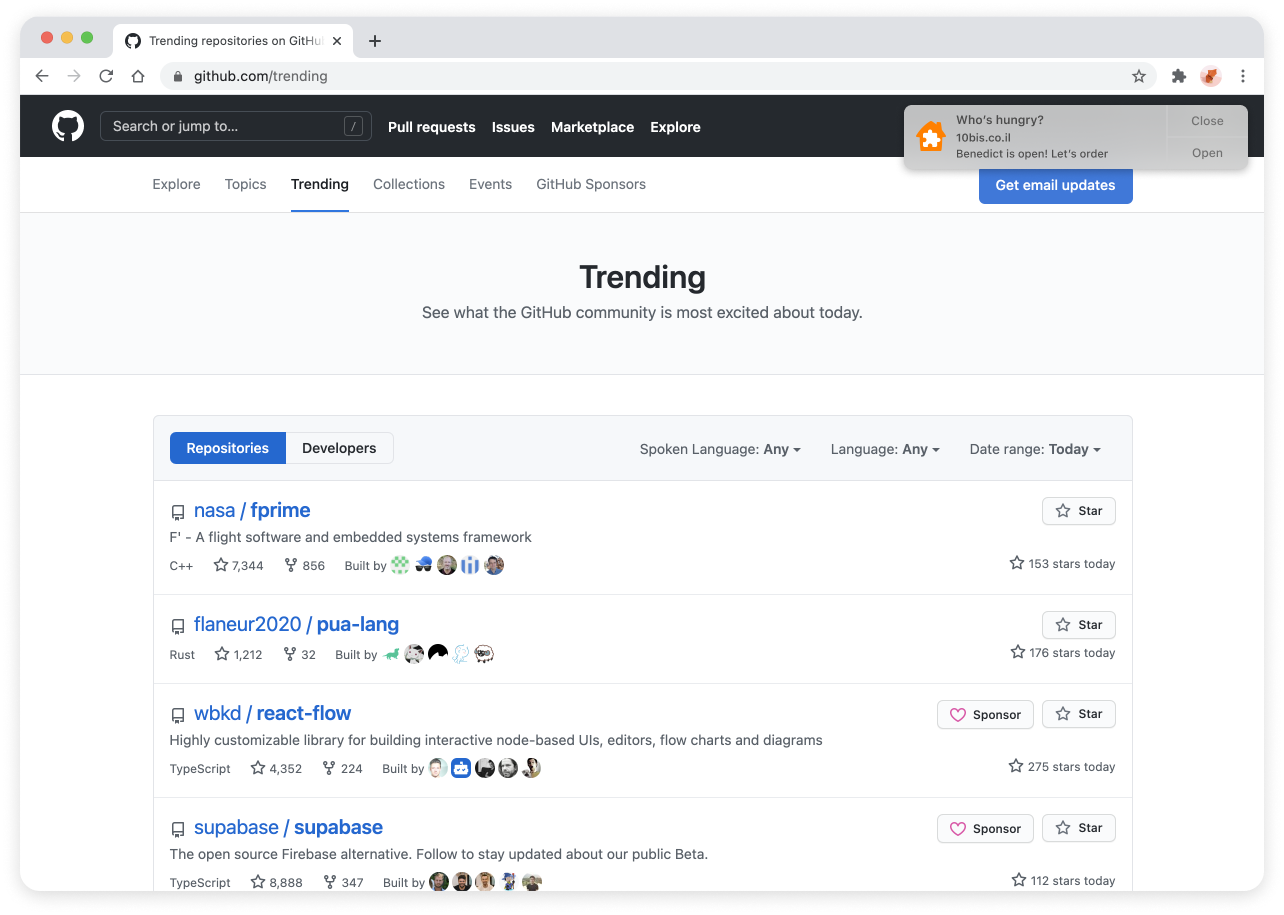 Trending repositories on GitHu
github.com/trending
Search or jump to... /
Pull requests Issues Marketplace Explore
Who's hungry?
10bis.co.il
Benedict is open! Let's order
Close
Open
Explore Topics Trending Collections Events GitHub Sponsors
Get email updates
Trending
See what the GitHub community is most excited about today.
Repositories Developers Spoken Language: Any Language: Any Date range: Today
nasa / fprime Star
F' - A flight software and embedded systems framework
C++ 7,344 856 Built by 153 stars today
flaneur2020 / pua-lang Star
Rust 1,212 32 Built by 176 stars today
wbkd / react-flow Sponsor Star
Highly customizable library for building interactive node-based UIs, editors, flow charts and diagrams
TypeScript 4,352 224 Built by 275 stars today
supabase / supabase Sponsor Star
The open source Firebase alternative. Follow to stay updated about our public Beta.
TypeScript 8,888 347 Built by 112 stars today